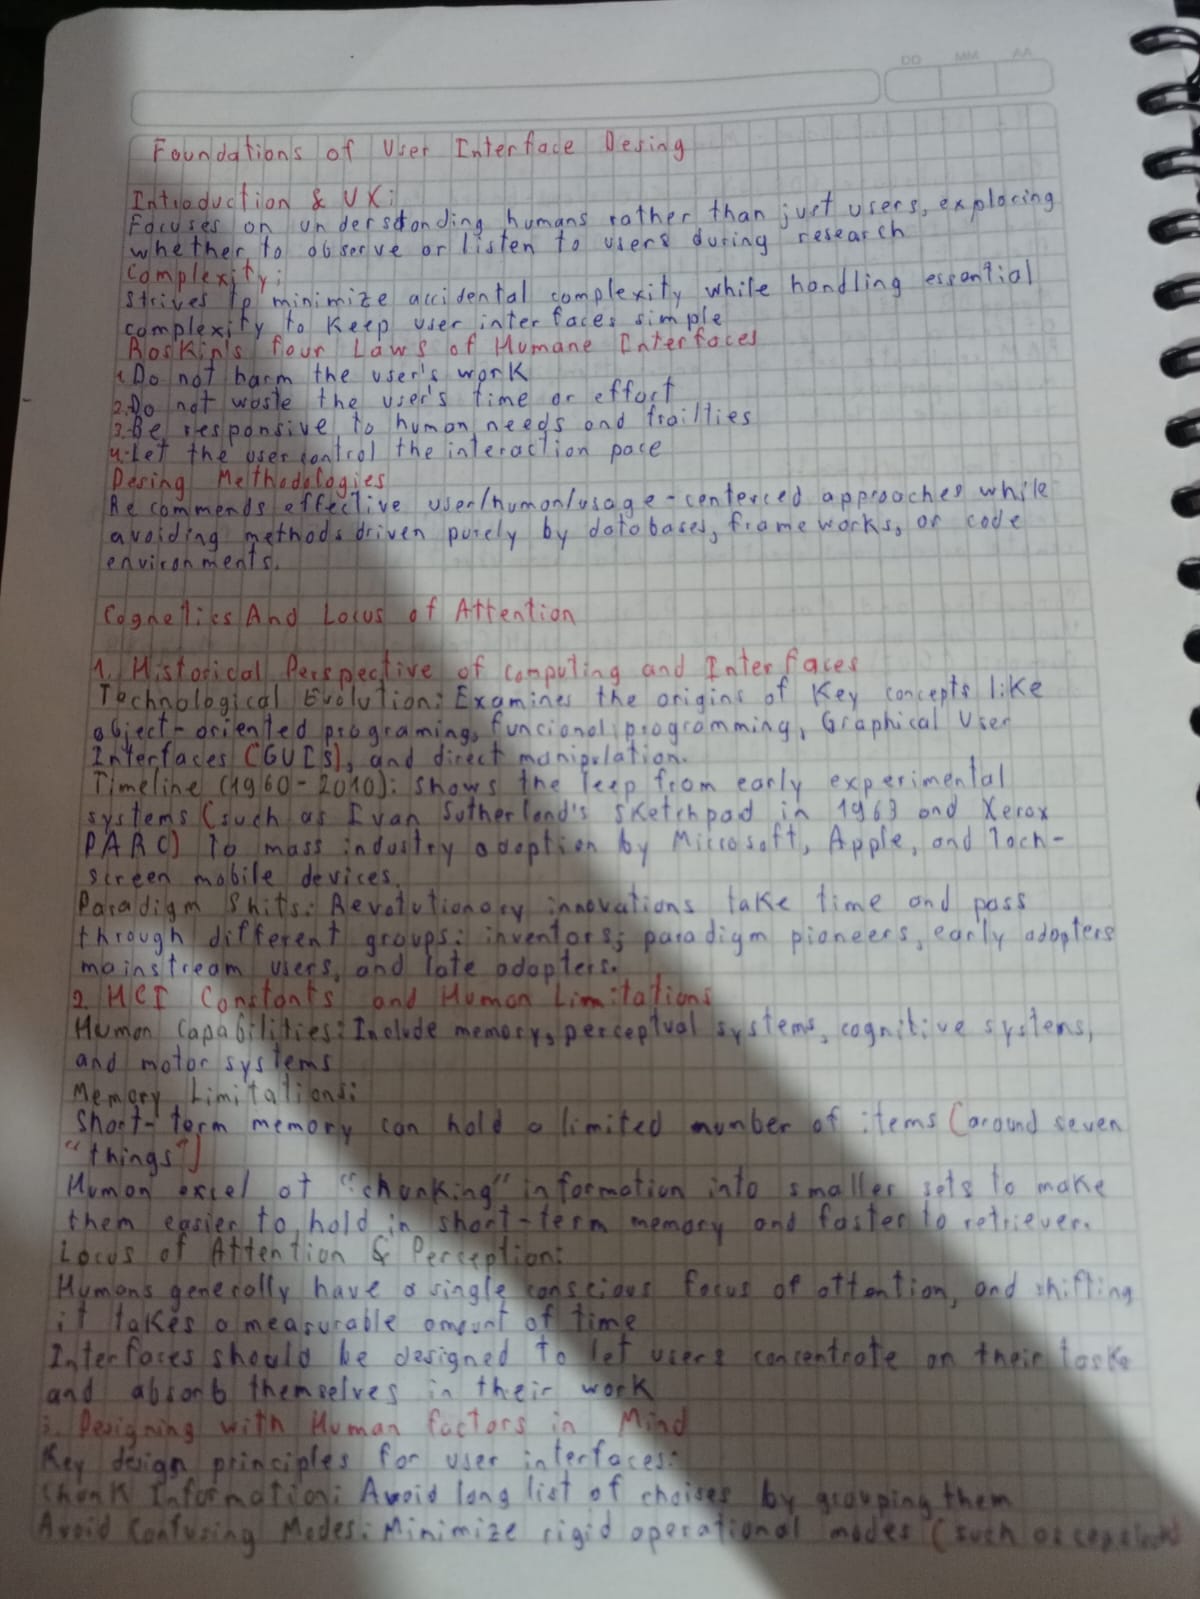 DD MM AA
Foundations of User Interface Desing
Introduction & UX:
Focuses on understanding humans rather than just users, exploring
whether to observe or listen to users during research
Complexity:
Strives to minimize accidental complexity while handling essential
complexity to Keep user interfaces simple
Raskin's four Laws of Humane Interfaces
1. Do not harm the user's work
2. Do not waste the user's time or effort
3. Be responsive to human needs and frailties
4. Let the user control the interaction pace
Desing Methodologies
Recommends effective user/human/usage-centerced approaches while
avoiding methods driven purely by databases, frameworks, or code
environments.
Cognetics And Locus of Attention
1. Historical Perspective of computing and Interfaces
Technological Evolution: Examines the origins of Key concepts like
object-oriented programing, funcional programming, Graphical User
Interfaces (GUIs), and direct manipulation.
Timeline (1960-2010): shows the leep from early experimental
systems (such as Ivan Sutherland's sketchpad in 1963 and Xerox
PARC) to mass industry adoption by Microsoft, Apple, and Toch-
screen mobile devices.
Paradigm Shits: Revolutionary innovations take time and pass
through different groups: inventors, paradigm pioneers, early adopters
mainstream users, and late adopters.
2 HCI Constants and Human Limitations
Human Capabilities: Include memory, perceptual systems, cognitive systems,
and motor systems
Memory Limitations:
Short-term memory can hold a limited number of items (around seven
"things")
Human excel at "chunking" information into smaller sets to make
them easier to hold in short-term memory and faster to retriever.
Locus of Attention & Perception:
Humans generally have a single conscious focus of attention, and shifting
it takes a measurable amount of time
Interfaces should be designed to let users concentrate on their tasks
and absorb themselves in their work
3. Designing with Human factors in Mind
Key design principles for user interfaces:
Chunk Information: Avoid long list of choises by grouping them
Avoid Confusing Modes: Minimize rigid operational modes (such as